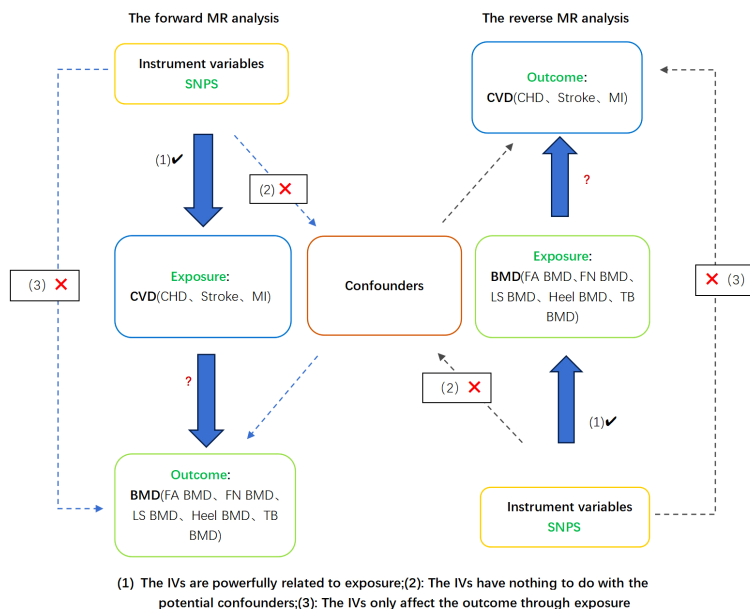 The forward MR analysis
Instrument variables
SNPS
(1)✔
(2) ✕
(3) ✕
Exposure:
CVD(CHD、Stroke、MI)
Confounders
?
Outcome:
BMD(FA BMD、FN BMD、
LS BMD、Heel BMD、TB
BMD)
The reverse MR analysis
Outcome:
CVD(CHD、Stroke、MI)
?
Exposure:
BMD(FA BMD、FN BMD、
LS BMD、Heel BMD、TB
BMD)
✕ (3)
(2) ✕
(1)✔
Instrument variables
SNPS
(1) The IVs are powerfully related to exposure;(2): The IVs have nothing to do with the
potential confounders;(3): The IVs only affect the outcome through exposure